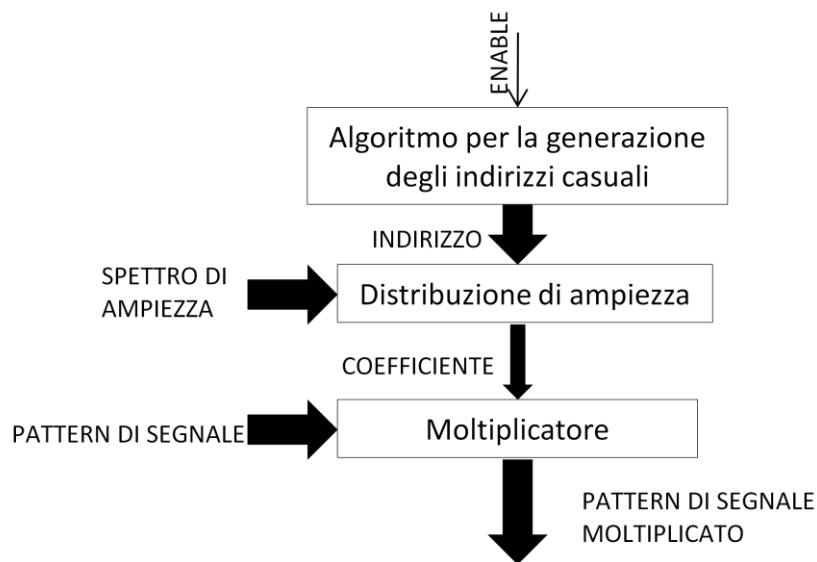 ENABLE
Algoritmo per la generazione
degli indirizzi casuali
INDIRIZZO
SPETTRO DI
AMPIEZZA
Distribuzione di ampiezza
COEFFICIENTE
PATTERN DI SEGNALE
Moltiplicatore
PATTERN DI SEGNALE
MOLTIPLICATO